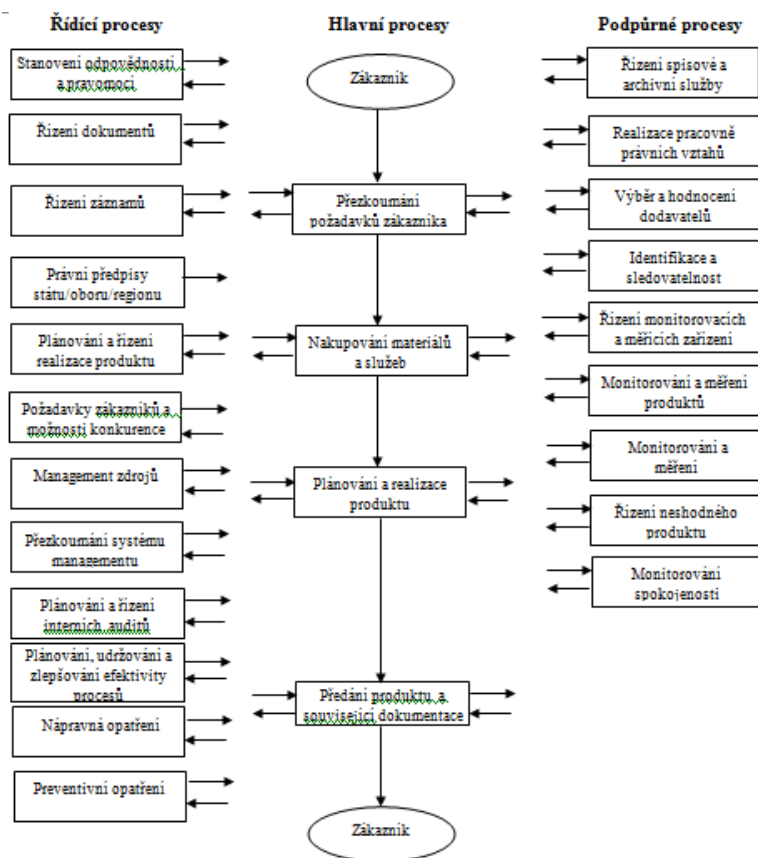 Řídící procesy
Stanovení odpovědnosti
a pravomoci
Řízení dokumentů
Řízení záznamů
Právní předpisy
státu/oboru/regionu
Plánování a řízení
realizace produktu
Požadavky zákazníků a
možnosti konkurence
Management zdrojů
Přezkoumání systému
managementu
Plánování a řízení
interních auditů
Plánování, udržování a
zlepšování efektivity
procesů
Nápravná opatření
Preventivní opatření
Hlavní procesy
Zákazník
Přezkoumání
požadavků zákazníka
Nakupování materiálů
a služeb
Plánování a realizace
produktu
Předání produktu a
související dokumentace
Zákazník
Podpůrné procesy
Řízení spisové a
archivní služby
Realizace pracovně
právních vztahů
Výběr a hodnocení
dodavatelů
Identifikace a
sledovatelnost
Řízení monitorovacích
a měřicích zařízení
Monitorování a měření
produktů
Monitorování a
měření
Řízení neshodného
produktu
Monitorování
spokojenosti